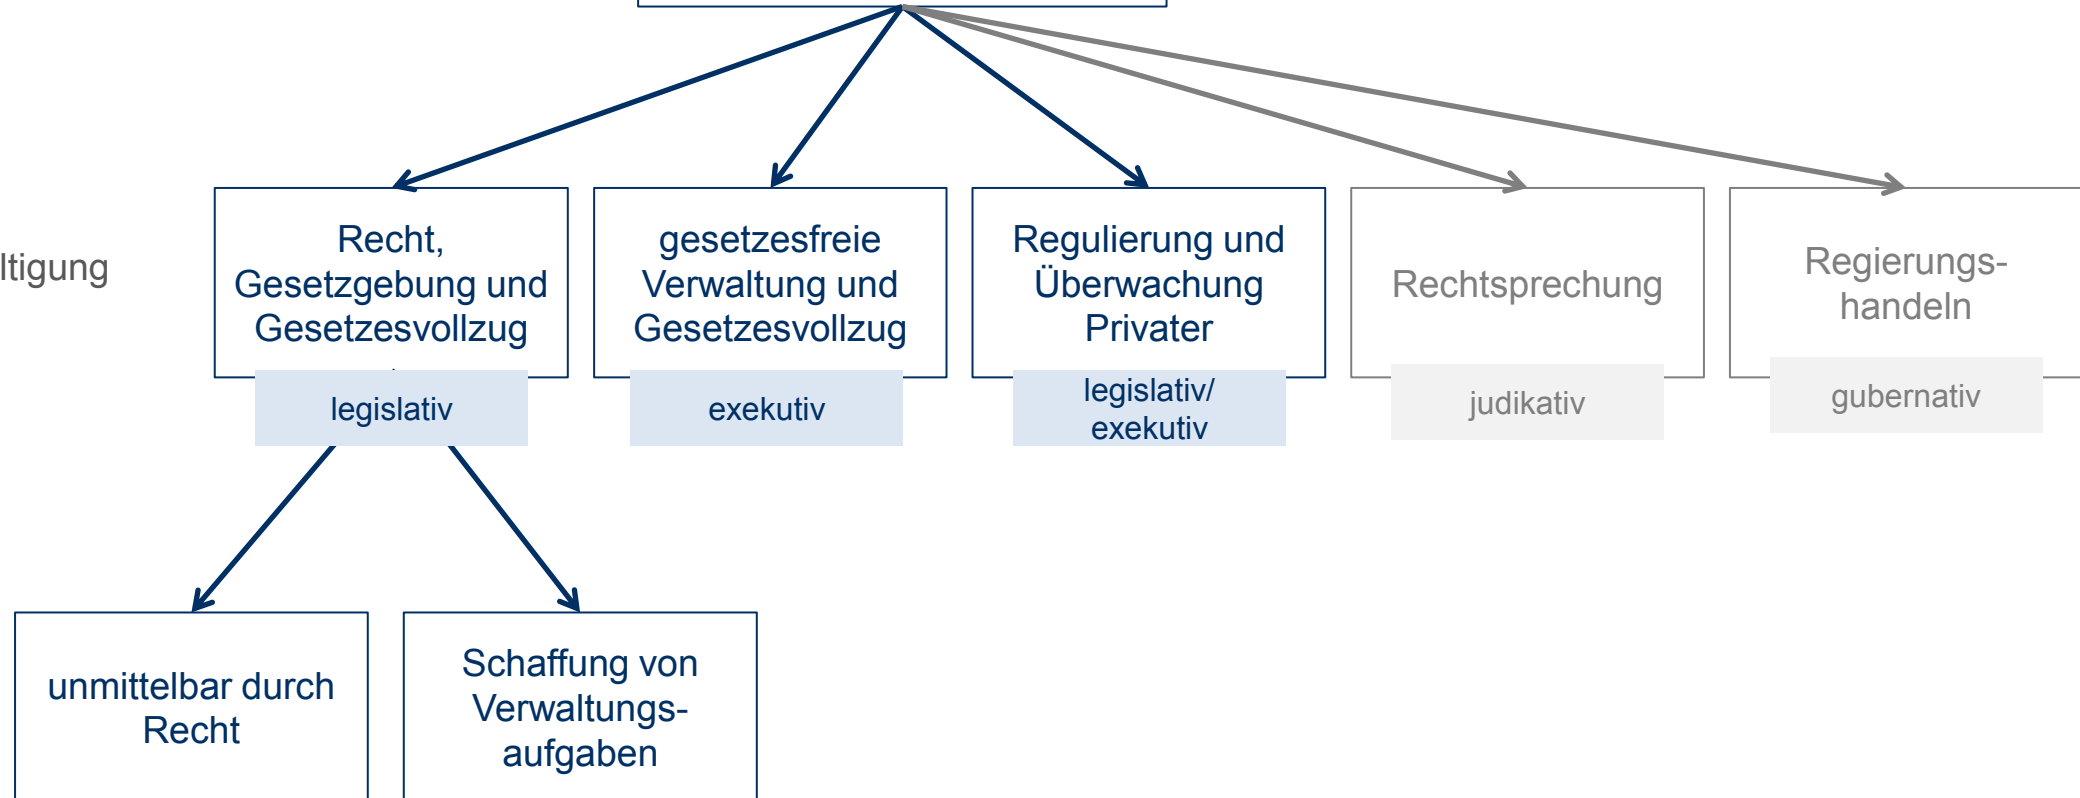 ltigung
Recht,
Gesetzgebung und
Gesetzesvollzug
legislativ
gesetzesfreie
Verwaltung und
Gesetzesvollzug
exekutiv
Regulierung und
Überwachung
Privater
legislativ/
exekutiv
Rechtsprechung
judikativ
Regierungs-
handeln
gubernativ
unmittelbar durch
Recht
Schaffung von
Verwaltungs-
aufgaben